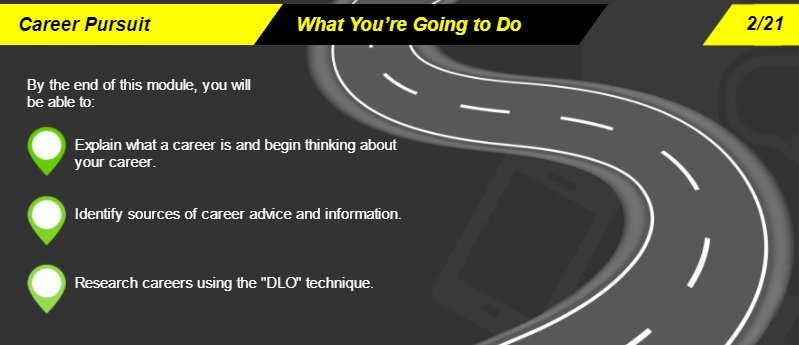 Career Pursuit
What You’re Going to Do
2/21
By the end of this module, you will
be able to:
Explain what a career is and begin thinking about
your career.
Identify sources of career advice and information.
Research careers using the "DLO" technique.